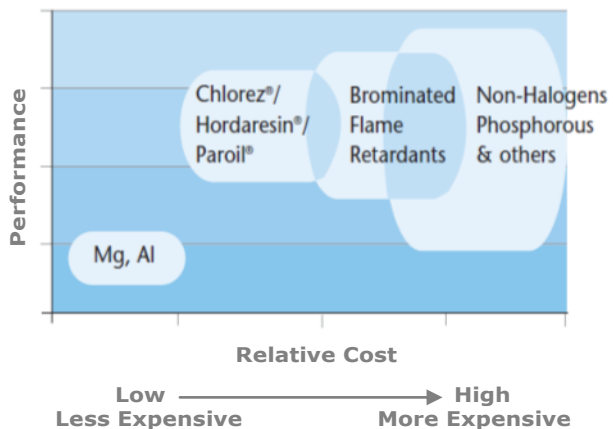 Performance
Chlorez®/
Hordaresin®/
Paroil®
Brominated
Flame
Retardants
Non-Halogens
Phosphorous
& others
Mg, Al
Relative Cost
Low
High
Less Expensive
More Expensive